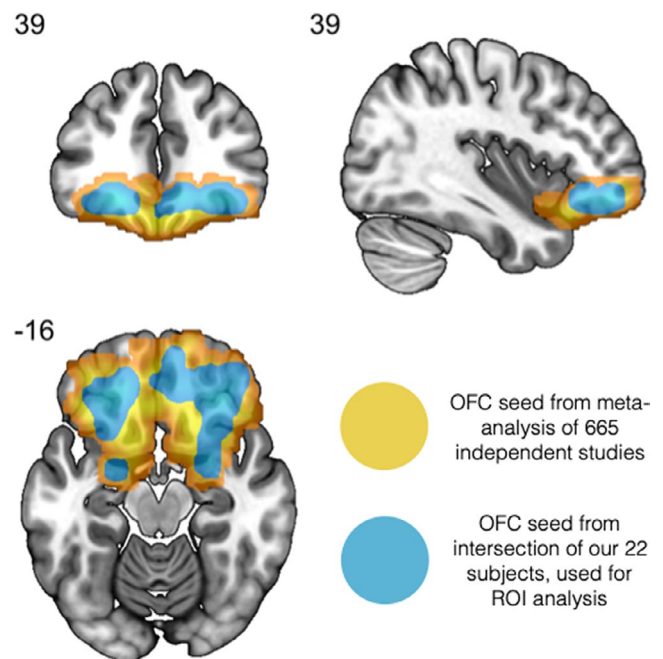 39
39
-16
OFC seed from meta-
analysis of 665
independent studies
OFC seed from
intersection of our 22
subjects, used for
ROI analysis